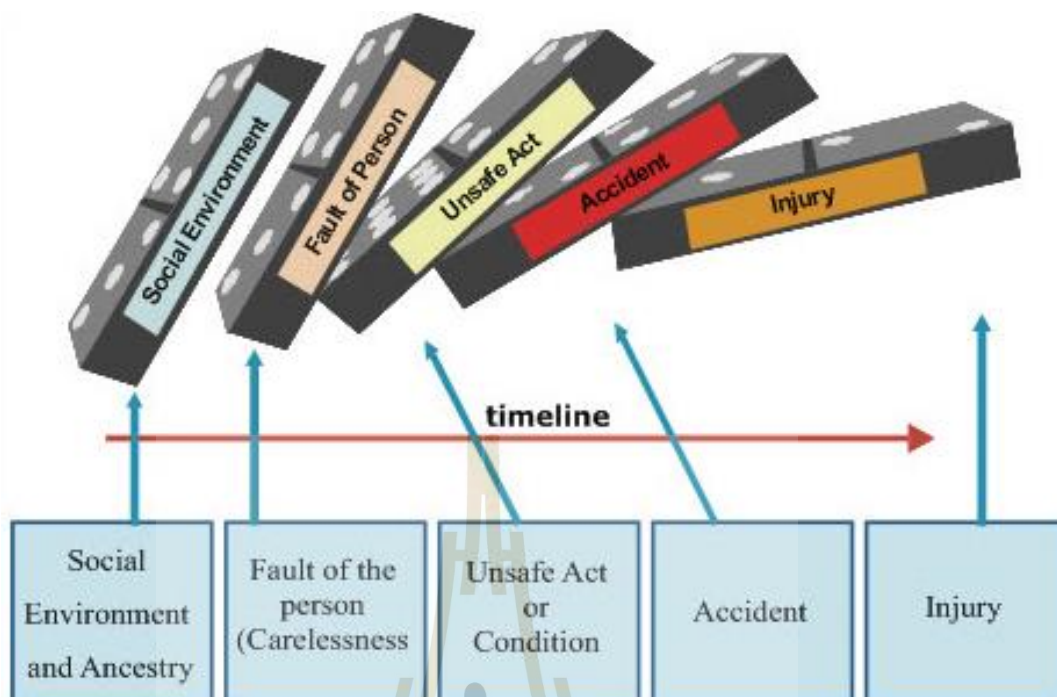 Social Environment
Fault of Person
Unsafe Act
Accident
Injury
timeline
Social
Environment
and Ancestry
Fault of the
person
(Carelessness
Unsafe Act
or
Condition
Accident
Injury